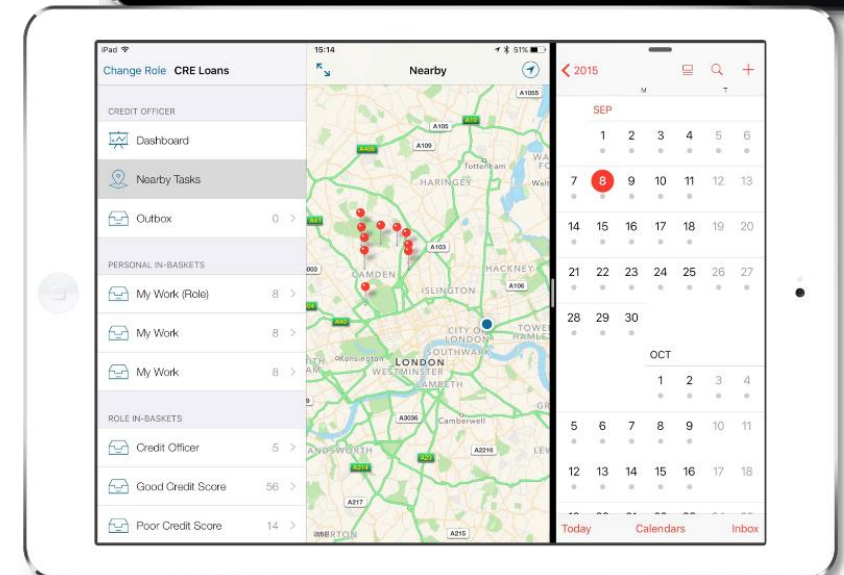 iPad
15:14
51%
Change Role CRE Loans
Nearby
2015
M
T
CREDIT OFFICER
Dashboard
Nearby Tasks
Outbox 0
PERSONAL IN-BASKETS
My Work (Role) 8
My Work 8
My Work 8
ROLE IN-BASKETS
Credit Officer 5
Good Credit Score 56
Poor Credit Score 14
A1055
A10
A105
A406
A109
Tottenham
HARINGEY
A41
A103
CAMDEN
HACKNEY
ISLINGTON
A106
A40
CITY OF
LONDON
TOWER
HAMLE
SOUTHWARK
Kensington
LONDON
WESTMINSTER
LAMBETH
A3036
Camberwell
A2216
A23
A217
A215
SEP
1 2 3 4 5 6
7 8 9 10 11 12 13
14 15 16 17 18 19 20
21 22 23 24 25 26 27
28 29 30
OCT
1 2 3 4
5 6 7 8 9 10 11
12 13 14 15 16 17 18
Today Calendars Inbox